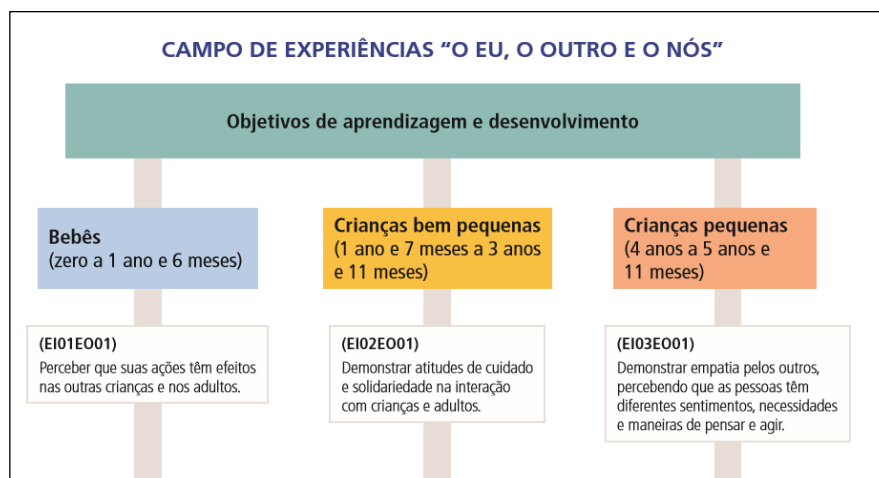 CAMPO DE EXPERIÊNCIAS “O EU, O OUTRO E O NÓS”
Objetivos de aprendizagem e desenvolvimento
Bebês
(zero a 1 ano e 6 meses)
Crianças bem pequenas
(1 ano e 7 meses a 3 anos
e 11 meses)
Crianças pequenas
(4 anos a 5 anos e
11 meses)
(EI01EO01)
Perceber que suas ações têm efeitos
nas outras crianças e nos adultos.
(EI02EO01)
Demonstrar atitudes de cuidado
e solidariedade na interação
com crianças e adultos.
(EI03EO01)
Demonstrar empatia pelos outros,
percebendo que as pessoas têm
diferentes sentimentos, necessidades
e maneiras de pensar e agir.